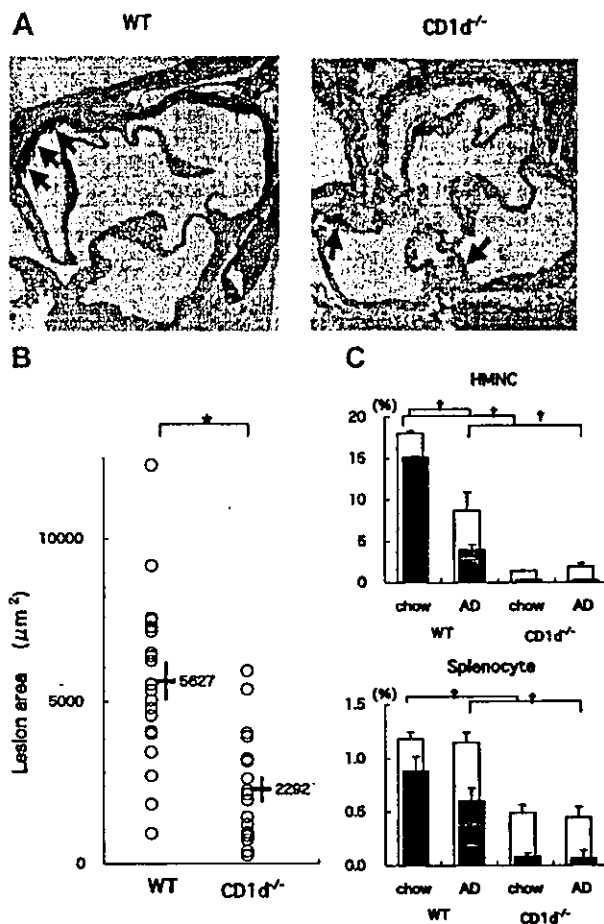 A
WT
CD1d-/-
B
*
10000
5000
0
Lesion area (μm2)
5627
2292
WT
CD1d-/-
C
HMNC
(%)
† † †
20
15
10
5
0
chow AD chow AD
WT CD1d-/-
Splenocyte
(%)
† †
1.5
1.0
0.5
0.0
chow AD chow AD
WT CD1d-/-